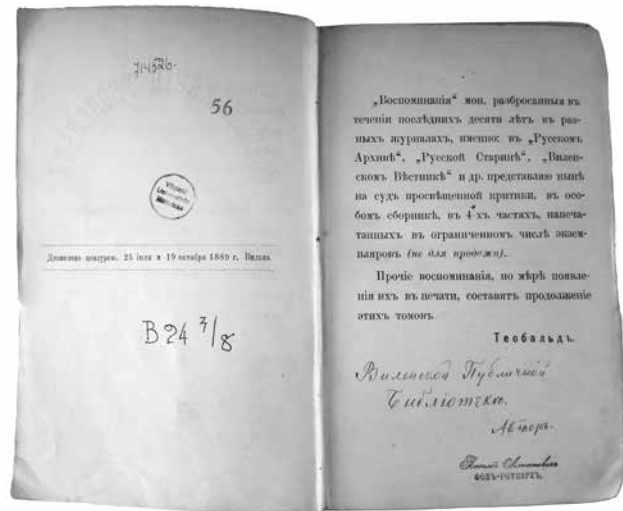 714526.
56
Дозволено цензурою, 25 іюля и 19 октября 1889 г. Вильна.
В 24 7/8
„Воспоминанія“ мои, разбросанныя въ
теченіи послѣднихъ десяти лѣтъ въ раз-
ныхъ журналахъ, именно: въ „Русскомъ
Архивѣ“, „Русской Старинѣ“, „Вилен-
скомъ Вѣстникѣ“ и др. представляю нынѣ
на судъ просвѣщенной критики, въ осо-
бомъ сборникѣ, въ 4-хъ частяхъ, напеча-
танныхъ въ ограниченномъ числѣ экзем-
пляровъ (не для продажи).
Прочіе воспоминанія, по мѣрѣ появле-
нія ихъ въ печати, составятъ продолженіе
этихъ томовъ.
Теобальдъ.
Виленской Публичной
Библіотекѣ.
Авторъ.